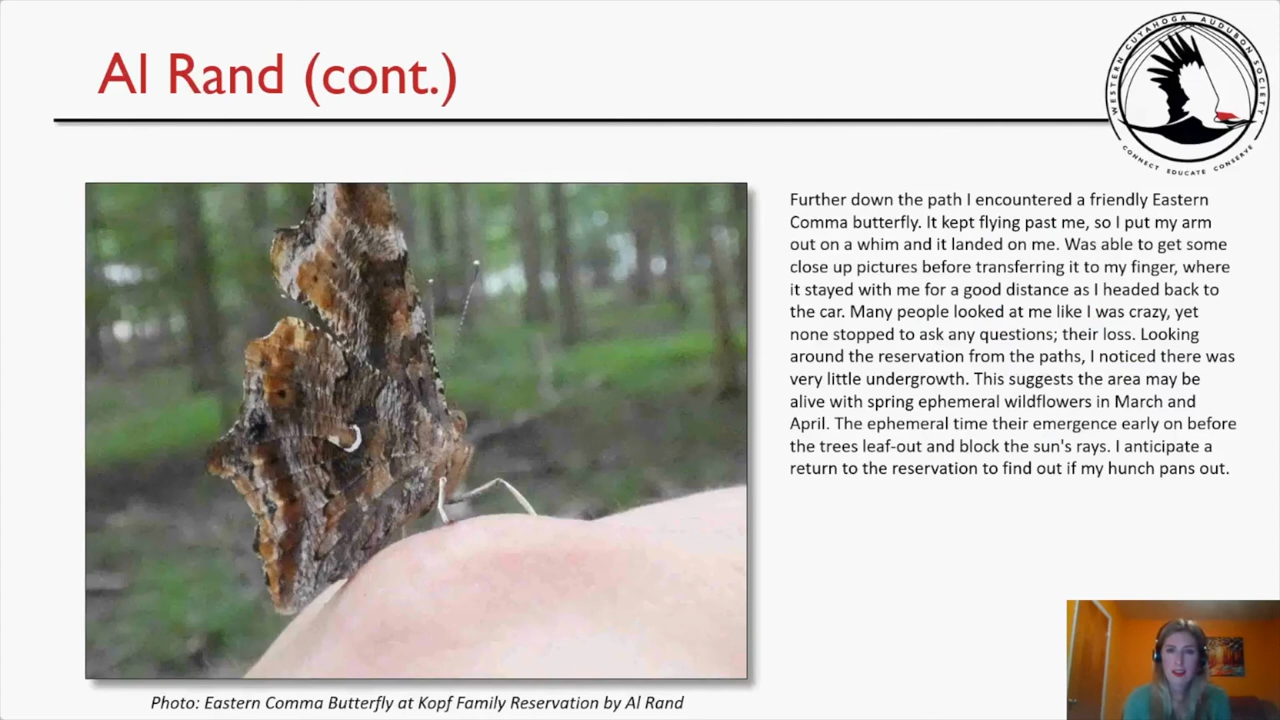 Al Rand (cont.)
WESTERN CUYAHOGA AUDUBON SOCIETY
CONNECT EDUCATE CONSERVE
Further down the path I encountered a friendly Eastern
Comma butterfly. It kept flying past me, so I put my arm
out on a whim and it landed on me. Was able to get some
close up pictures before transferring it to my finger, where
it stayed with me for a good distance as I headed back to
the car. Many people looked at me like I was crazy, yet
none stopped to ask any questions; their loss. Looking
around the reservation from the paths, I noticed there was
very little undergrowth. This suggests the area may be
alive with spring ephemeral wildflowers in March and
April. The ephemeral time their emergence early on before
the trees leaf-out and block the sun's rays. I anticipate a
return to the reservation to find out if my hunch pans out.
Photo: Eastern Comma Butterfly at Kopf Family Reservation by Al Rand